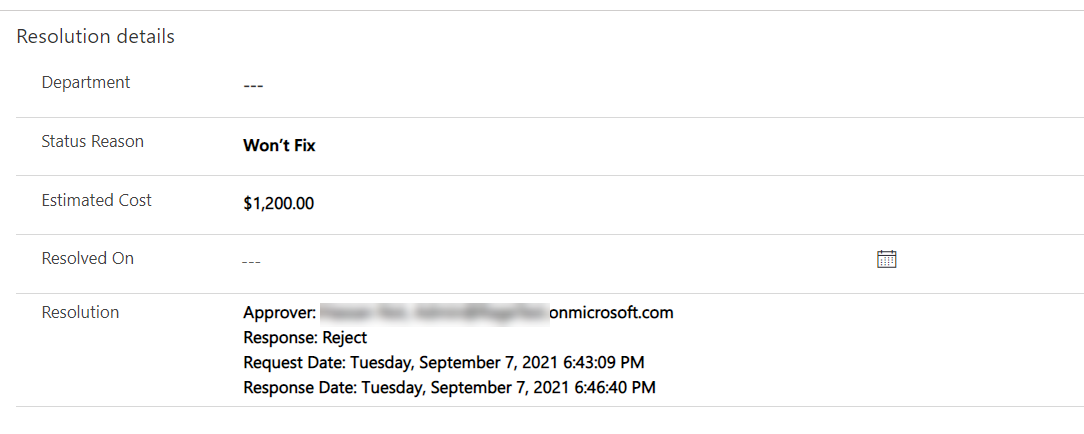 Resolution details
Department
---
Status Reason
Won’t Fix
Estimated Cost
$1,200.00
Resolved On
---
Resolution
Approver: onmicrosoft.com
Response: Reject
Request Date: Tuesday, September 7, 2021 6:43:09 PM
Response Date: Tuesday, September 7, 2021 6:46:40 PM